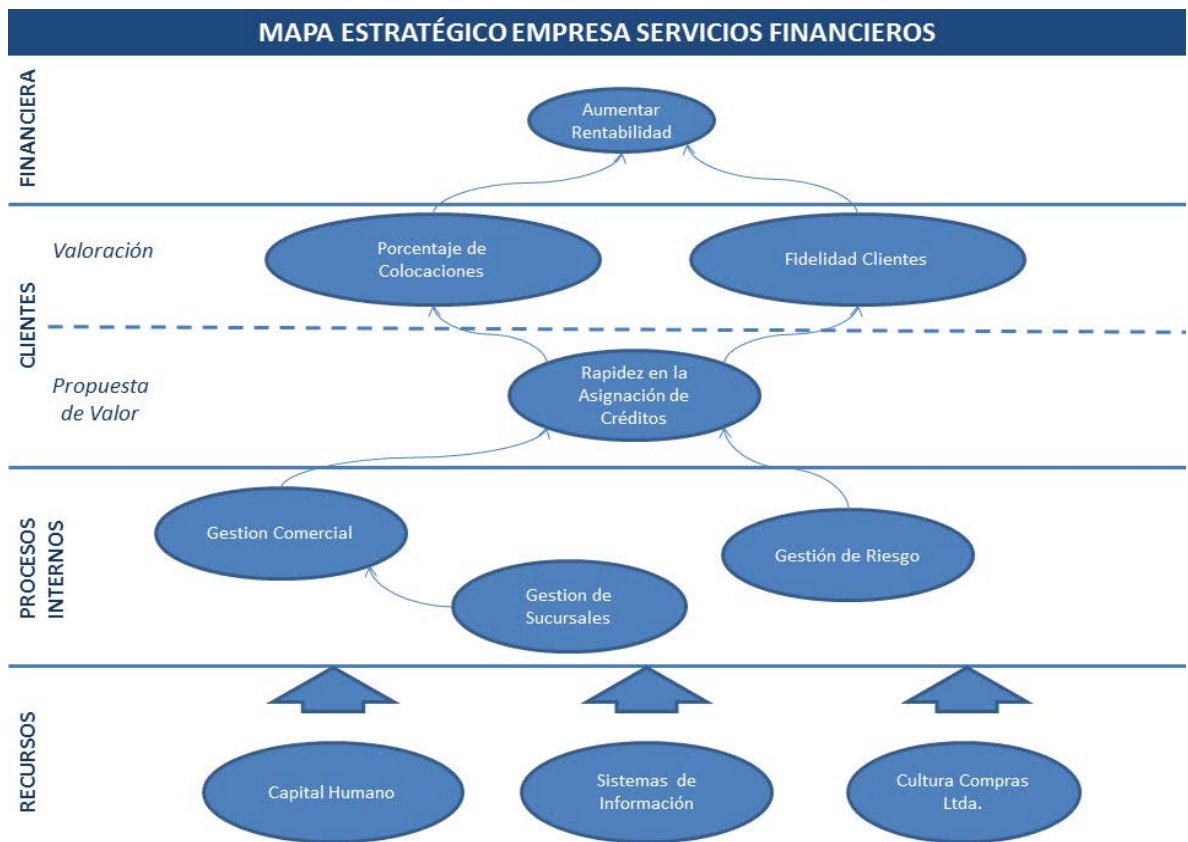 MAPA ESTRATÉGICO EMPRESA SERVICIOS FINANCIEROS
FINANCIERA
Aumentar
Rentabilidad
CLIENTES
Valoración
Porcentaje de
Colocaciones
Fidelidad Clientes
Propuesta
de Valor
Rapidez en la
Asignación de
Créditos
PROCESOS
INTERNOS
Gestion Comercial
Gestión de Riesgo
Gestion de
Sucursales
RECURSOS
Capital Humano
Sistemas de
Información
Cultura Compras
Ltda.